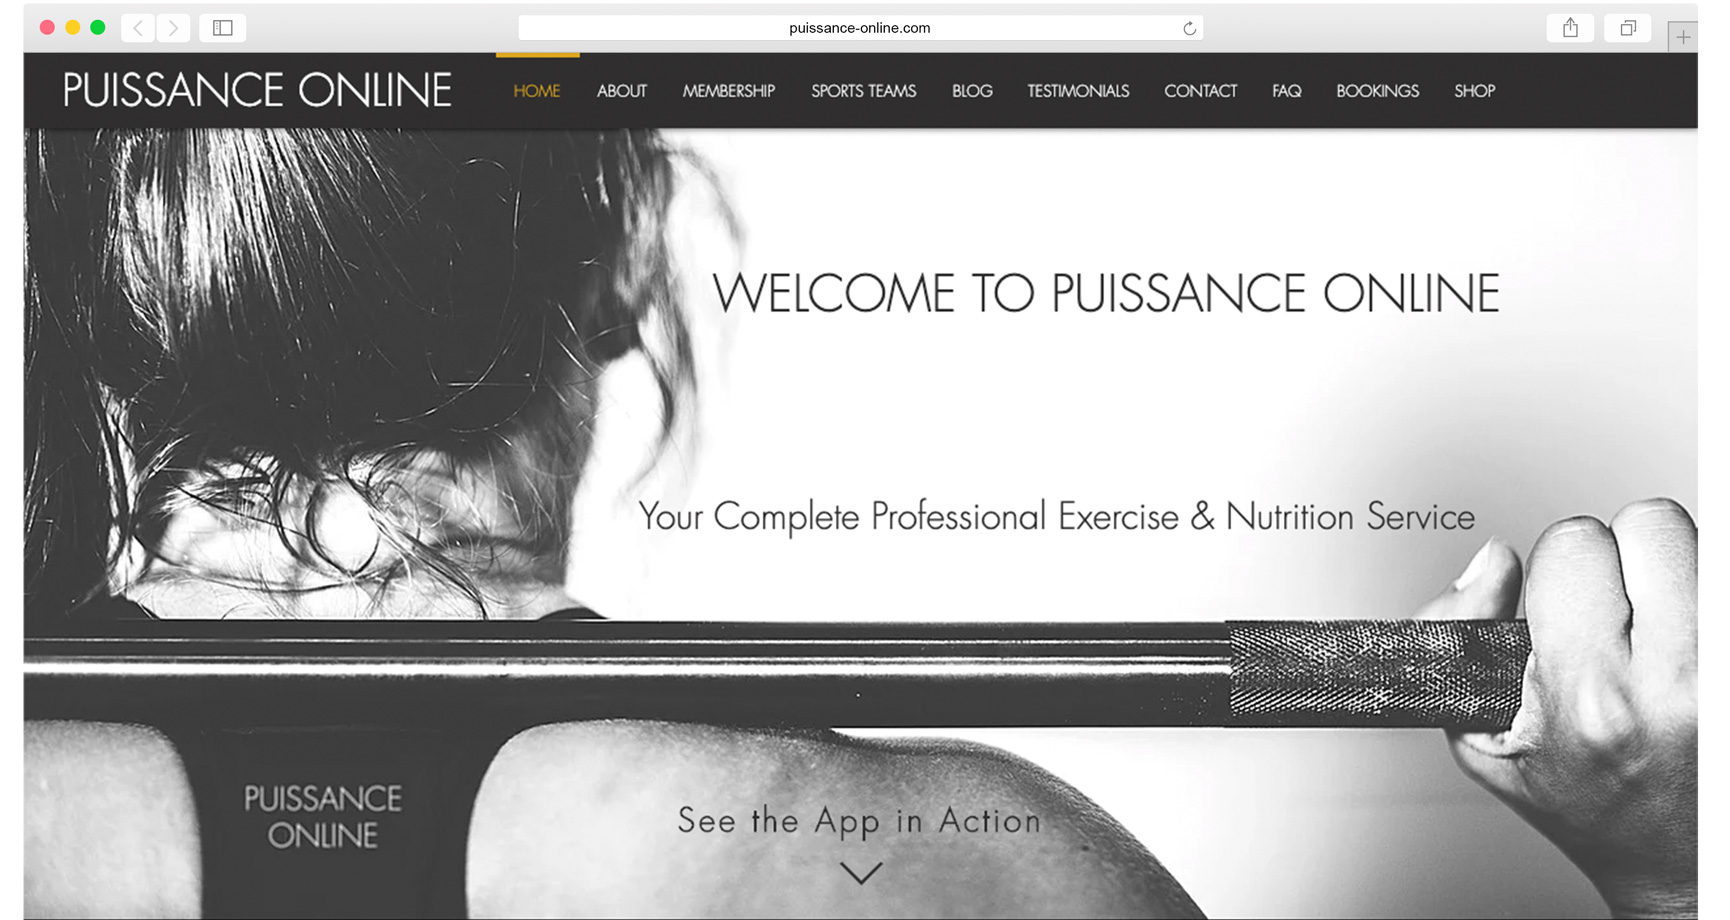 puissance-online.com
PUISSANCE ONLINE
HOME ABOUT MEMBERSHIP SPORTS TEAMS BLOG TESTIMONIALS CONTACT FAQ BOOKINGS SHOP
WELCOME TO PUISSANCE ONLINE
Your Complete Professional Exercise & Nutrition Service
PUISSANCE
ONLINE
See the App in Action